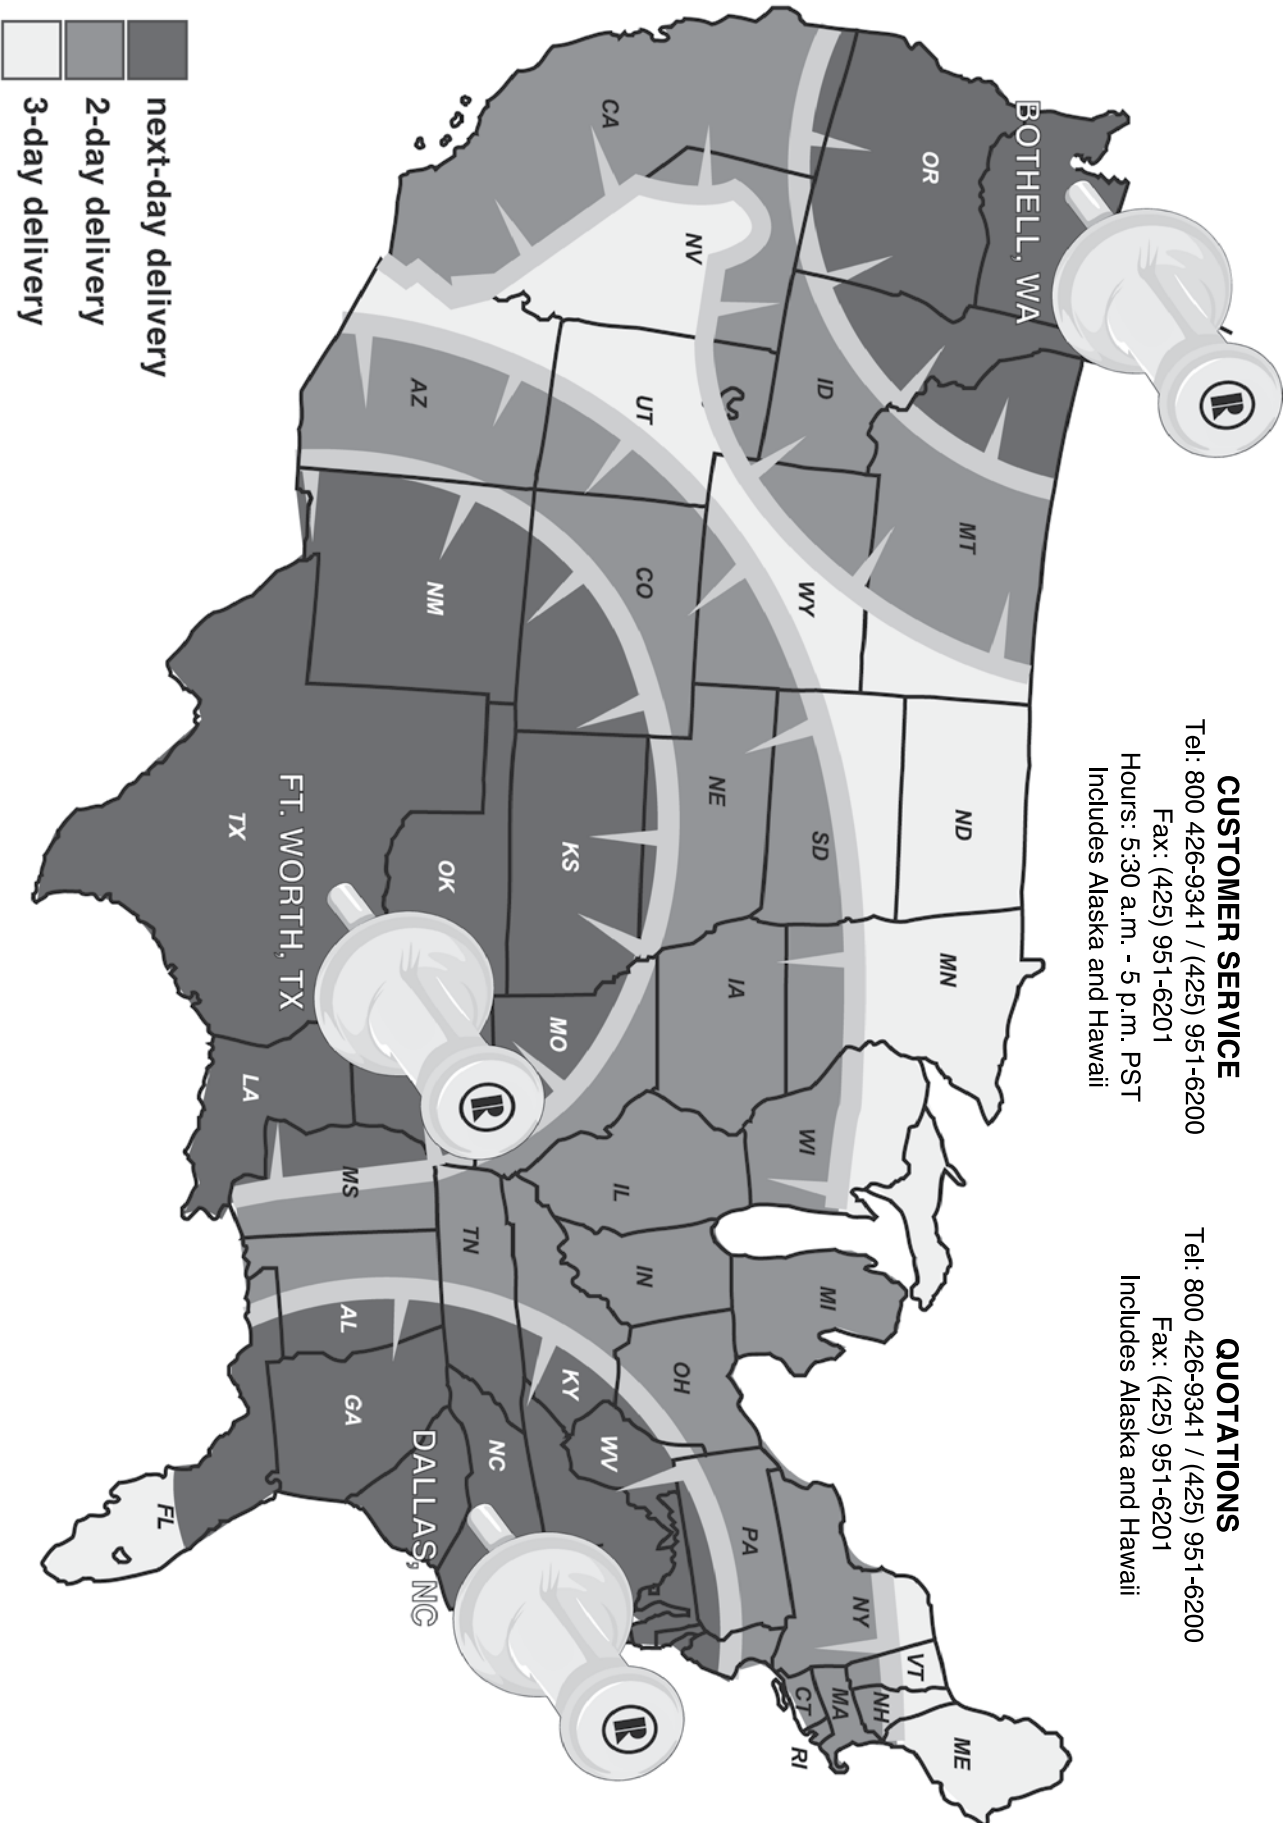 CUSTOMER SERVICE
Tel: 800 426-9341 / (425) 951-6200
Fax: (425) 951-6201
Hours: 5:30 a.m. - 5 p.m. PST
Includes Alaska and Hawaii
QUOTATIONS
Tel: 800 426-9341 / (425) 951-6200
Fax: (425) 951-6201
Includes Alaska and Hawaii
BOTHELL, WA
OR
ID
MT
ND
MN
WY
SD
WI
MI
NY
VT
NH
ME
MA
CT
RI
CA
NV
UT
CO
NE
IA
IL
IN
OH
PA
KS
MO
KY
WV
AZ
NM
OK
TN
NC
DALLAS, NC
TX
FT. WORTH, TX
LA
MS
AL
GA
FL
next-day delivery
2-day delivery
3-day delivery